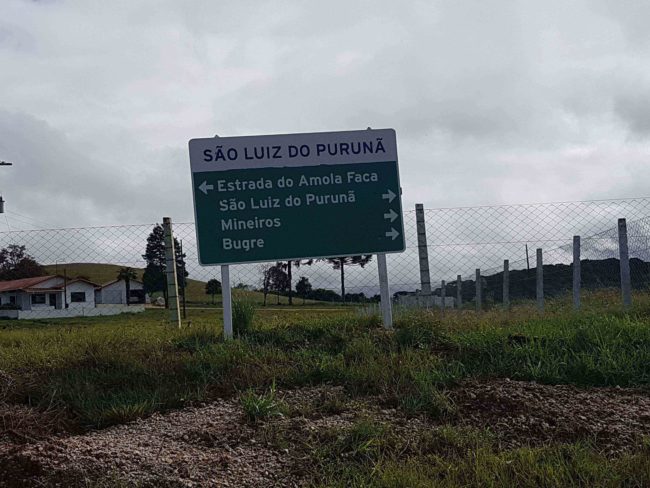 SÃO LUIZ DO PURUNÃ
Estrada do Amola Faca
São Luiz do Purunã
Mineiros
Bugre